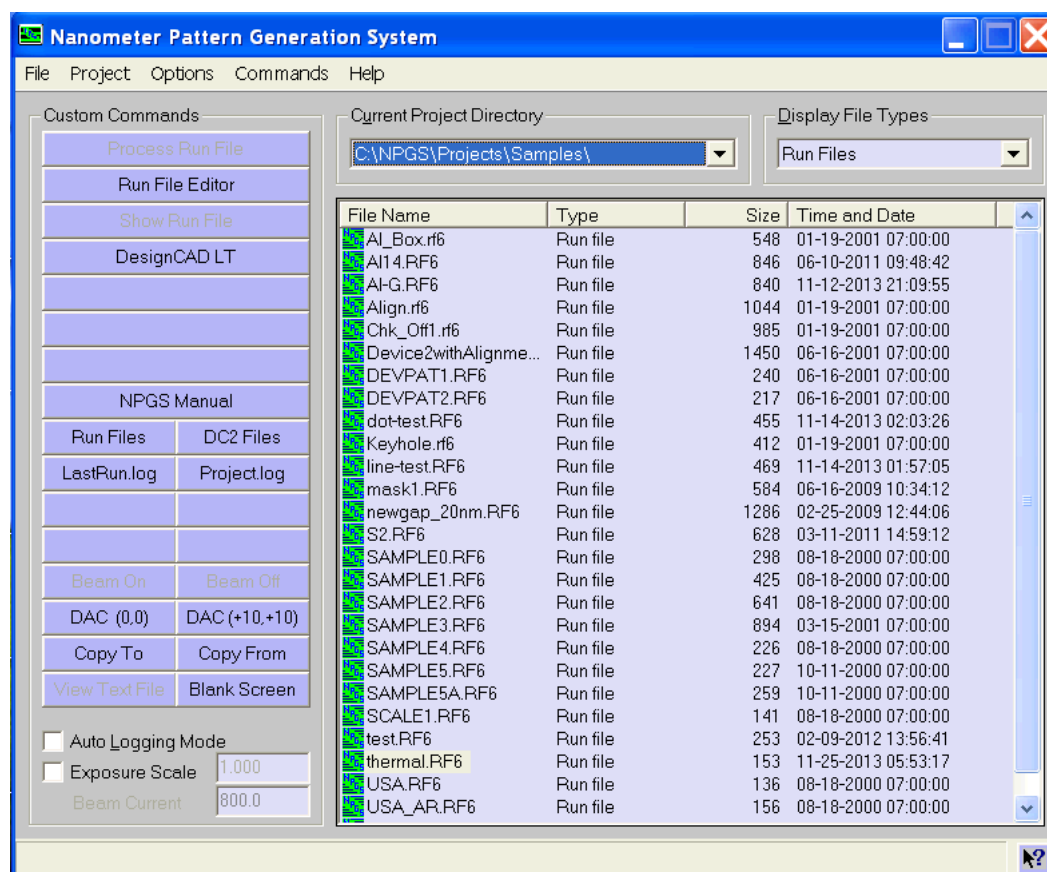 Nanometer Pattern Generation System
File Project Options Commands Help
Custom Commands
Process Run File
Run File Editor
Show Run File
DesignCAD LT
NPGS Manual
Run Files DC2 Files
LastRun.log Project.log
Beam On Beam Off
DAC (0,0) DAC (+10,+10)
Copy To Copy From
View Text File Blank Screen
Auto Logging Mode
Exposure Scale 1.000
Beam Current 800.0
Current Project Directory
C:\NPGS\Projects\Samples\
Display File Types
Run Files
File Name Type Size Time and Date
Al_Box.rf6 Run file 548 01-19-2001 07:00:00
Al14.RF6 Run file 846 06-10-2011 09:48:42
Al-G.RF6 Run file 840 11-12-2013 21:09:55
Align.rf6 Run file 1044 01-19-2001 07:00:00
Chk_Off1.rf6 Run file 985 01-19-2001 07:00:00
Device2withAlignme... Run file 1450 06-16-2001 07:00:00
DEVPAT1.RF6 Run file 240 06-16-2001 07:00:00
DEVPAT2.RF6 Run file 217 06-16-2001 07:00:00
dot-test.RF6 Run file 455 11-14-2013 02:03:26
Keyhole.rf6 Run file 412 01-19-2001 07:00:00
line-test.RF6 Run file 469 11-14-2013 01:57:05
mask1.RF6 Run file 584 06-16-2009 10:34:12
newgap_20nm.RF6 Run file 1286 02-25-2009 12:44:06
S2.RF6 Run file 628 03-11-2011 14:59:12
SAMPLE0.RF6 Run file 298 08-18-2000 07:00:00
SAMPLE1.RF6 Run file 425 08-18-2000 07:00:00
SAMPLE2.RF6 Run file 641 08-18-2000 07:00:00
SAMPLE3.RF6 Run file 894 03-15-2001 07:00:00
SAMPLE4.RF6 Run file 226 08-18-2000 07:00:00
SAMPLE5.RF6 Run file 227 10-11-2000 07:00:00
SAMPLE5A.RF6 Run file 259 10-11-2000 07:00:00
SCALE1.RF6 Run file 141 08-18-2000 07:00:00
test.RF6 Run file 253 02-09-2012 13:56:41
thermal.RF6 Run file 153 11-25-2013 05:53:17
USA.RF6 Run file 136 08-18-2000 07:00:00
USA_AR.RF6 Run file 156 08-18-2000 07:00:00